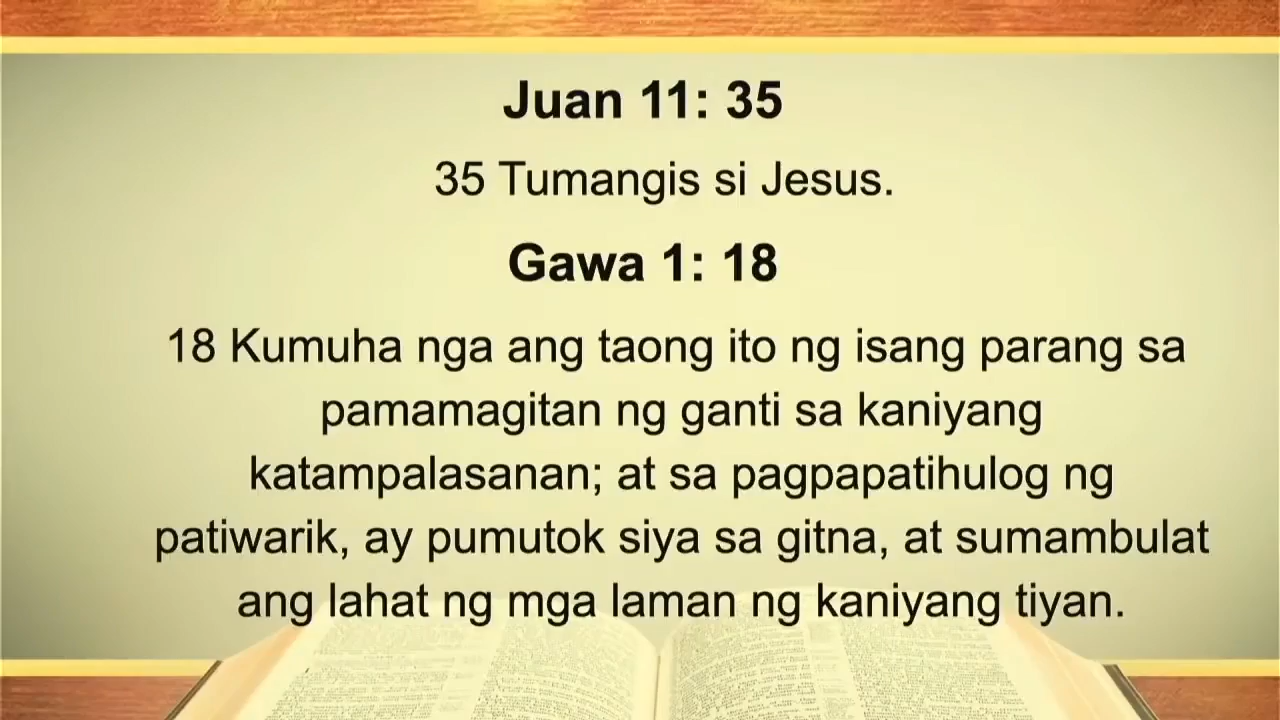 Juan 11: 35
35 Tumangis si Jesus.
Gawa 1: 18
18 Kumuha nga ang taong ito ng isang parang sa
pamamagitan ng ganti sa kaniyang
katampalasanan; at sa pagpapatihulog ng
patiwarik, ay pumutok siya sa gitna, at sumambulat
ang lahat ng mga laman ng kaniyang tiyan.